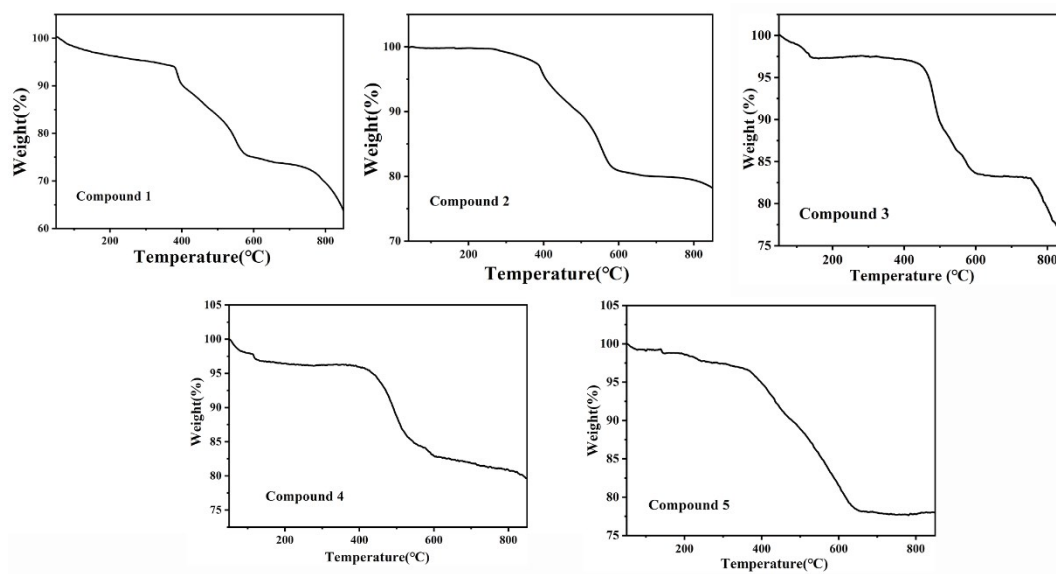 100
90
80
70
60
Weight(%)
Compound 1
200 400 600 800
Temperature(℃)
100
90
80
70
Weight(%)
Compound 2
200 400 600 800
Temperature(℃)
100
95
90
85
80
75
Weight (%)
Compound 3
200 400 600 800
Temperature (℃)
105
100
95
90
85
80
75
Weight(%)
Compound 4
200 400 600 800
Temperature(℃)
105
100
95
90
85
80
75
Weight(%)
Compound 5
200 400 600 800
Temperature(℃)